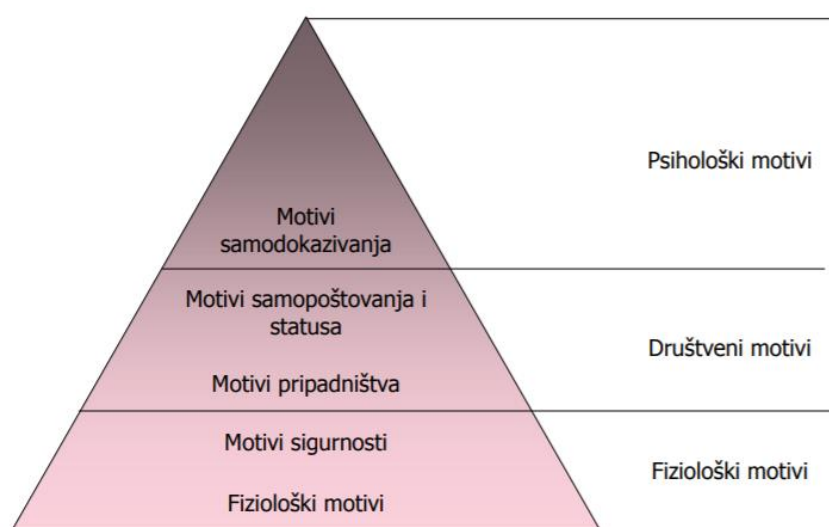 Psihološki motivi
Motivi
samodokazivanja
Motivi samopoštovanja i
statusa
Društveni motivi
Motivi pripadništva
Motivi sigurnosti
Fiziološki motivi
Fiziološki motivi